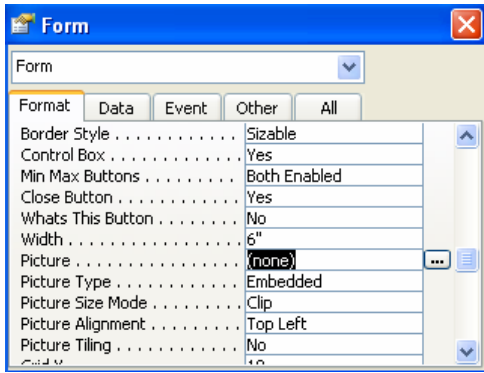 Form
Form
Format Data Event Other All
Border Style . . . . . . . . . . . . Sizable
Control Box . . . . . . . . . . . . . Yes
Min Max Buttons . . . . . . . . . Both Enabled
Close Button . . . . . . . . . . . . Yes
Whats This Button . . . . . . . . No
Width . . . . . . . . . . . . . . . . . 6"
Picture . . . . . . . . . . . . . . . . (none) ...
Picture Type . . . . . . . . . . . . Embedded
Picture Size Mode . . . . . . . . Clip
Picture Alignment . . . . . . . . . Top Left
Picture Tiling . . . . . . . . . . . . No
Grid X